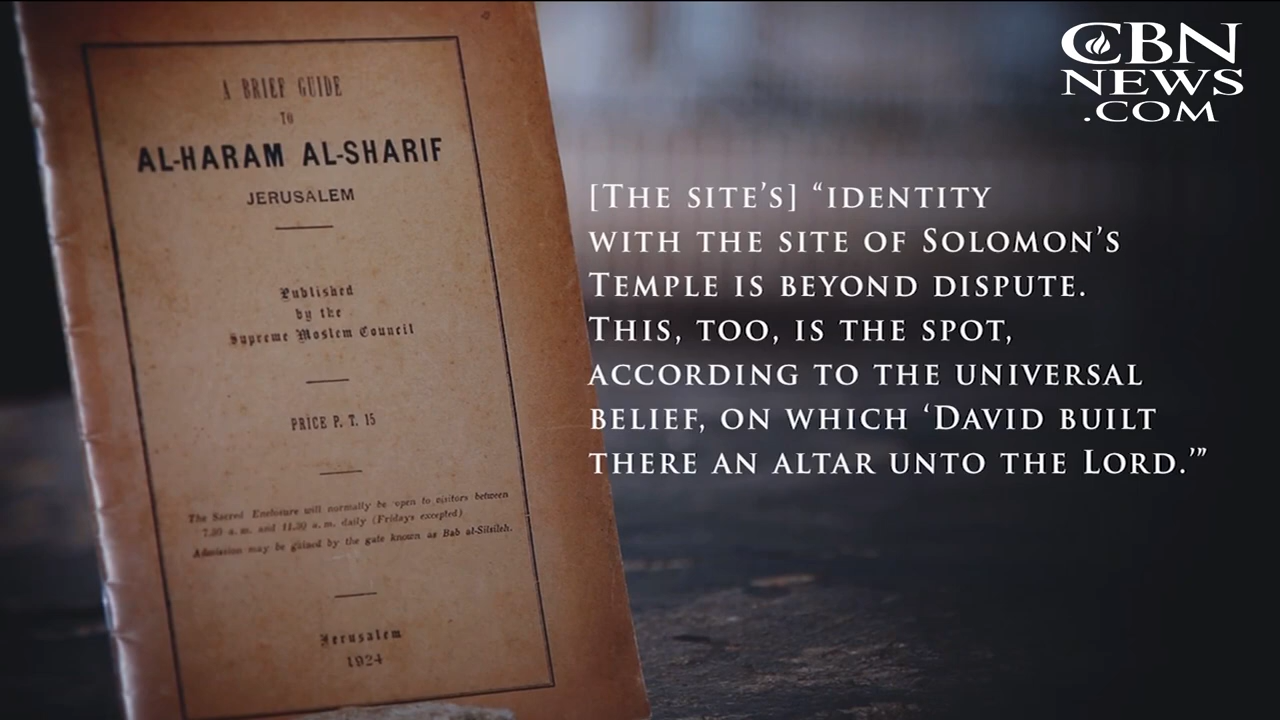 A BRIEF GUIDE
TO
AL-HARAM AL-SHARIF
JERUSALEM
Published
by the
Supreme Moslem Council
PRICE P. T. 15
The Sacred Enclosure will normally be open to visitors between
7.30 a. m. and 11.30 a. m. daily (Fridays excepted)
Admission may be gained by the gate known as Bab al-Silsileh.
Jerusalem
1924
CBN
NEWS
.COM
[THE SITE’S] “IDENTITY
WITH THE SITE OF SOLOMON’S
TEMPLE IS BEYOND DISPUTE.
THIS, TOO, IS THE SPOT,
ACCORDING TO THE UNIVERSAL
BELIEF, ON WHICH ‘DAVID BUILT
THERE AN ALTAR UNTO THE LORD.’”